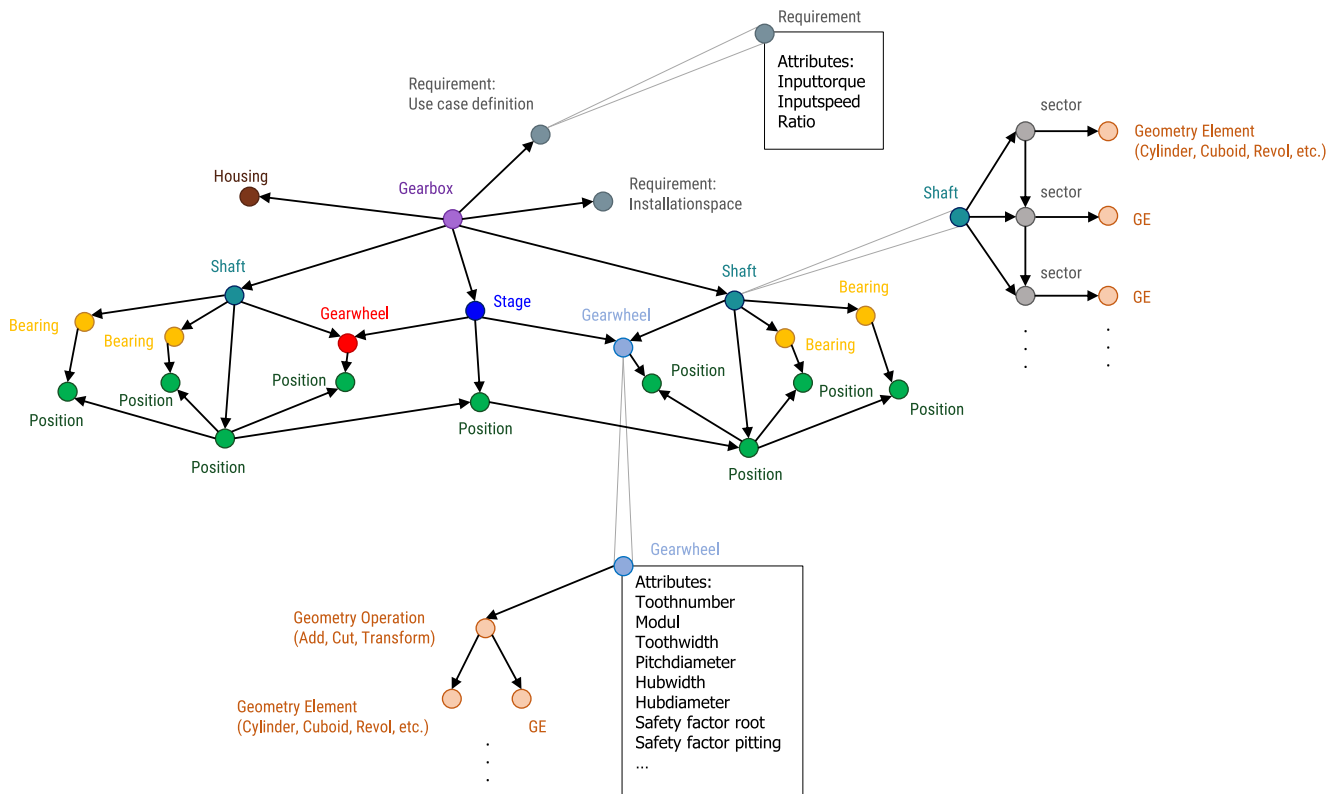 Requirement
Attributes:
Inputtorque
Inputspeed
Ratio
Requirement:
Use case definition
sector
Geometry Element
(Cylinder, Cuboid, Revol, etc.)
Housing
Gearbox
Requirement:
Installationspace
Shaft
sector
GE
Shaft
Shaft
sector
GE
Bearing
Stage
Gearwheel
Gearwheel
Bearing
Bearing
Bearing
Position
Position
Position
Position
Position
Position
Position
Position
Position
Gearwheel
Attributes:
Toothnumber
Modul
Toothwidth
Pitchdiameter
Hubwidth
Hubdiameter
Safety factor root
Safety factor pitting
...
Geometry Operation
(Add, Cut, Transform)
Geometry Element
(Cylinder, Cuboid, Revol, etc.)
GE